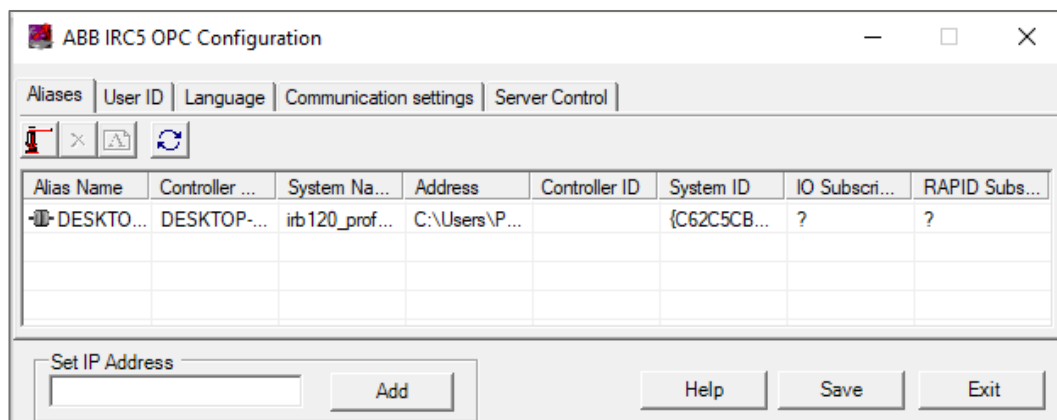 ABB IRC5 OPC Configuration
Aliases User ID Language Communication settings Server Control
Alias Name Controller ... System Na... Address Controller ID System ID IO Subscri... RAPID Subs...
DESKTO... DESKTOP-... irb120_prof... C:\Users\P... {C62C5CB... ? ?
Set IP Address
Add Help Save Exit